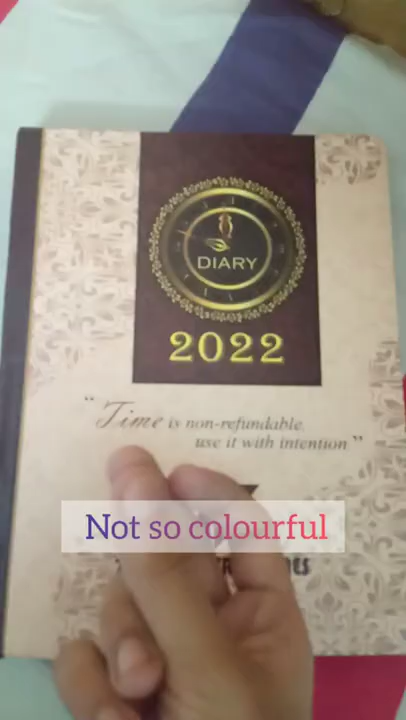 DIARY
2022
"Time is non-refundable,
use it with intention"
Not so colourful